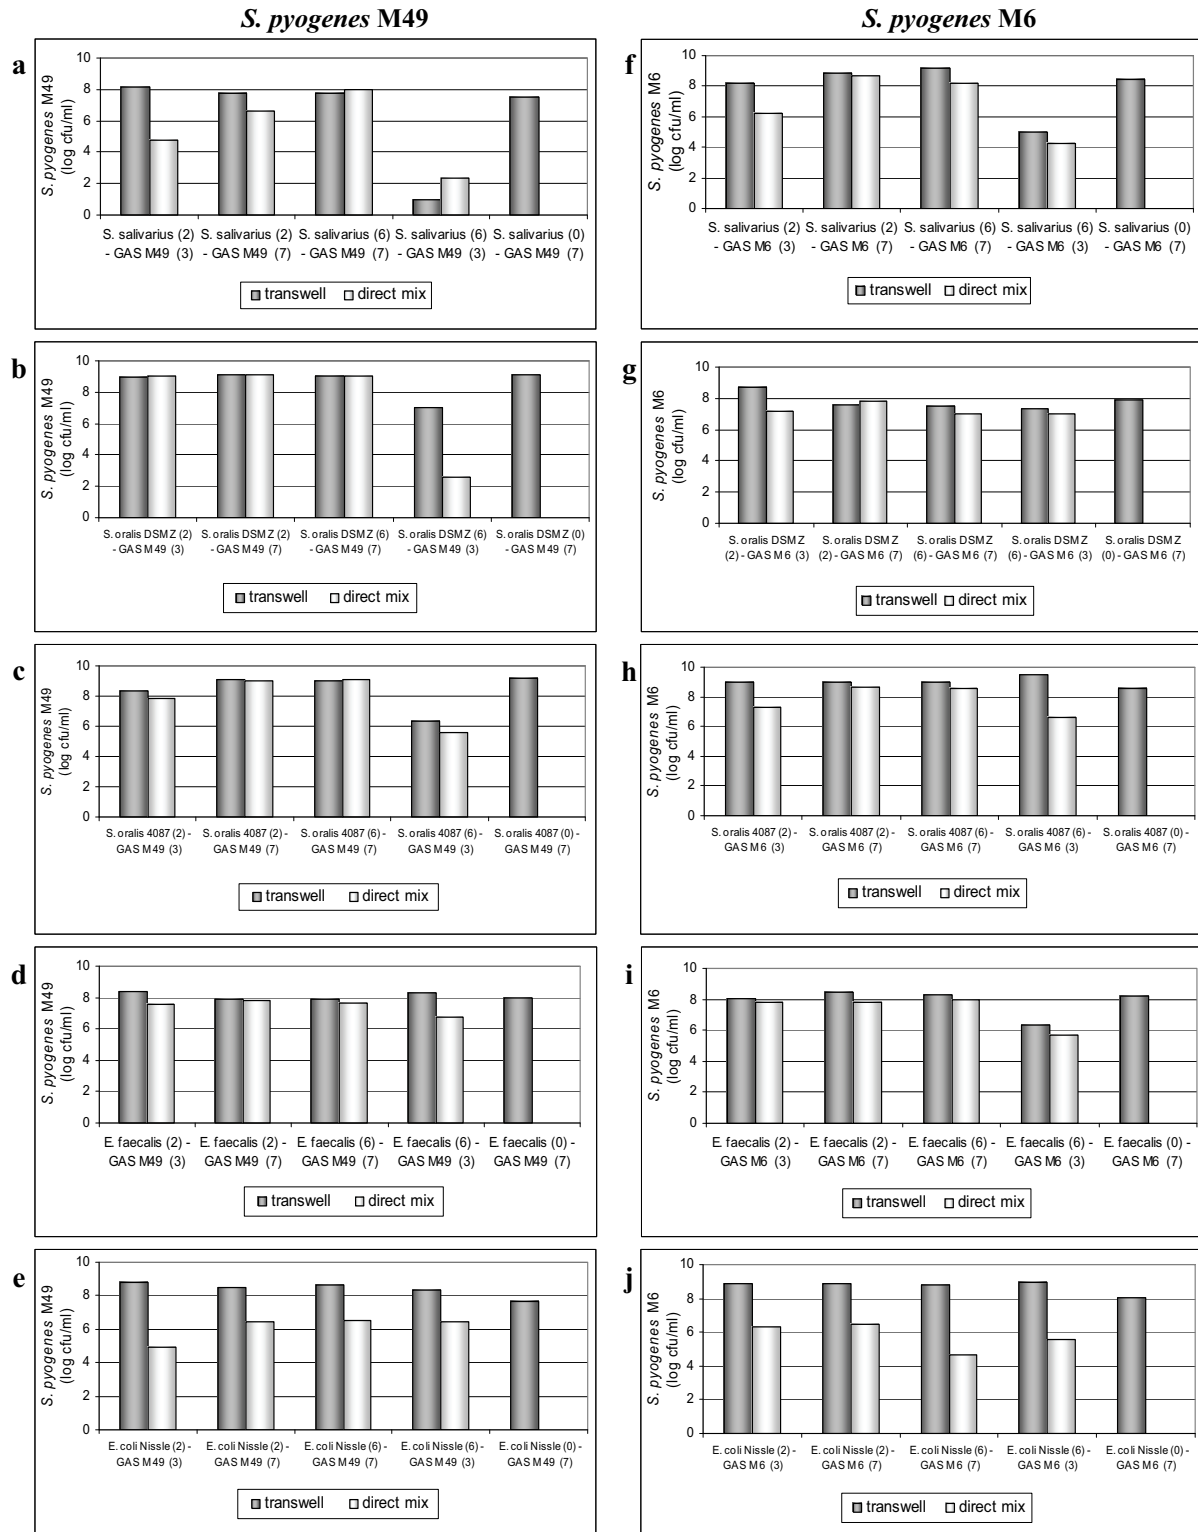 S. pyogenes M49
a
S. pyogenes M49
(log cfu/ml)
10
8
6
4
2
0
S. salivarius (2) S. salivarius (2) S. salivarius (6) S. salivarius (6) S. salivarius (0)
- GAS M49 (3) - GAS M49 (7) - GAS M49 (7) - GAS M49 (3) - GAS M49 (7)
transwell direct mix
b
S. pyogenes M49
(log cfu/ml)
10
8
6
4
2
0
S. oralis DSMZ (2) S. oralis DSMZ (2) S. oralis DSMZ (6) S. oralis DSMZ (6) S. oralis DSMZ (0)
- GAS M49 (3) - GAS M49 (7) - GAS M49 (7) - GAS M49 (3) - GAS M49 (7)
transwell direct mix
c
S. pyogenes M49
(log cfu/ml)
10
8
6
4
2
0
S. oralis 4087 (2) - S. oralis 4087 (2) - S. oralis 4087 (6) - S. oralis 4087 (6) - S. oralis 4087 (0) -
GAS M49 (3) GAS M49 (7) GAS M49 (7) GAS M49 (3) GAS M49 (7)
transwell direct mix
d
S. pyogenes M49
(log cfu/ml)
10
8
6
4
2
0
E. faecalis (2) - E. faecalis (2) - E. faecalis (6) - E. faecalis (6) - E. faecalis (0) -
GAS M49 (3) GAS M49 (7) GAS M49 (7) GAS M49 (3) GAS M49 (7)
transwell direct mix
e
S. pyogenes M49
(log cfu/ml)
10
8
6
4
2
0
E. coli Nissle (2) - E. coli Nissle (2) - E. coli Nissle (6) - E. coli Nissle (6) - E. coli Nissle (0) -
GAS M49 (3) GAS M49 (7) GAS M49 (7) GAS M49 (3) GAS M49 (7)
transwell direct mix
S. pyogenes M6
f
S. pyogenes M6
(log cfu/ml)
10
8
6
4
2
0
S. salivarius (2) S. salivarius (2) S. salivarius (6) S. salivarius (6) S. salivarius (0)
- GAS M6 (3) - GAS M6 (7) - GAS M6 (7) - GAS M6 (3) - GAS M6 (7)
transwell direct mix
g
S. pyogenes M6
(log cfu/ml)
10
8
6
4
2
0
S. oralis DSMZ S. oralis DSMZ S. oralis DSMZ S. oralis DSMZ S. oralis DSMZ
(2) - GAS M6 (3) (2) - GAS M6 (7) (6) - GAS M6 (7) (6) - GAS M6 (3) (0) - GAS M6 (7)
transwell direct mix
h
S. pyogenes M6
(log cfu/ml)
10
8
6
4
2
0
S. oralis 4087 (2) - S. oralis 4087 (2) - S. oralis 4087 (6) - S. oralis 4087 (6) - S. oralis 4087 (0) -
GAS M6 (3) GAS M6 (7) GAS M6 (7) GAS M6 (3) GAS M6 (7)
transwell direct mix
i
S. pyogenes M6
(log cfu/ml)
10
8
6
4
2
0
E. faecalis (2) - E. faecalis (2) - E. faecalis (6) - E. faecalis (6) - E. faecalis (0) -
GAS M6 (3) GAS M6 (7) GAS M6 (7) GAS M6 (3) GAS M6 (7)
transwell direct mix
j
S. pyogenes M6
(log cfu/ml)
10
8
6
4
2
0
E. coli Nissle (2) - E. coli Nissle (2) - E. coli Nissle (6) - E. coli Nissle (6) - E. coli Nissle (0) -
GAS M6 (3) GAS M6 (7) GAS M6 (7) GAS M6 (3) GAS M6 (7)
transwell direct mix